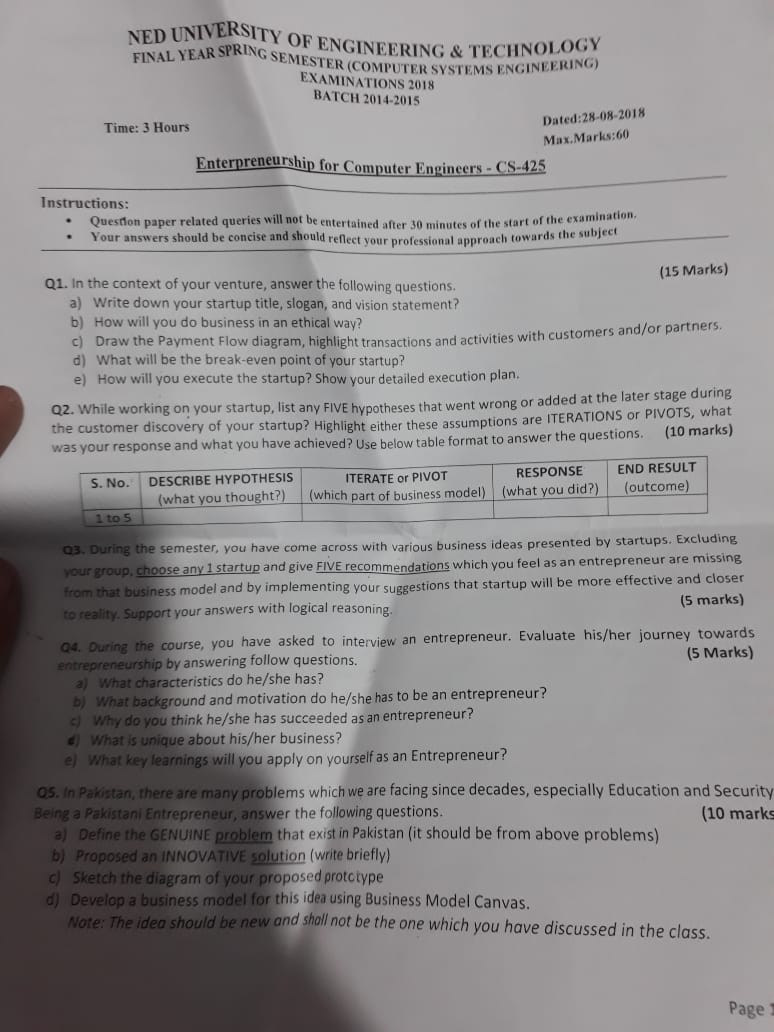 NED UNIVERSITY OF ENGINEERING & TECHNOLOGY
FINAL YEAR SPRING SEMESTER (COMPUTER SYSTEMS ENGINEERING)
EXAMINATIONS 2018
BATCH 2014-2015
Time: 3 Hours
Dated:28-08-2018
Max.Marks:60
Enterpreneurship for Computer Engineers - CS-425
Instructions:
• Question paper related queries will not be entertained after 30 minutes of the start of the examination.
• Your answers should be concise and should reflect your professional approach towards the subject
(15 Marks)
Q1. In the context of your venture, answer the following questions.
a) Write down your startup title, slogan, and vision statement?
b) How will you do business in an ethical way?
c) Draw the Payment Flow diagram, highlight transactions and activities with customers and/or partners.
d) What will be the break-even point of your startup?
e) How will you execute the startup? Show your detailed execution plan.
Q2. While working on your startup, list any FIVE hypotheses that went wrong or added at the later stage during
the customer discovery of your startup? Highlight either these assumptions are ITERATIONS or PIVOTS, what
was your response and what you have achieved? Use below table format to answer the questions. (10 marks)
S. No. DESCRIBE HYPOTHESIS ITERATE or PIVOT RESPONSE END RESULT
(what you thought?) (which part of business model) (what you did?) (outcome)
1 to 5
Q3. During the semester, you have come across with various business ideas presented by startups. Excluding
your group, choose any 1 startup and give FIVE recommendations which you feel as an entrepreneur are missing
from that business model and by implementing your suggestions that startup will be more effective and closer
to reality. Support your answers with logical reasoning. (5 marks)
Q4. During the course, you have asked to interview an entrepreneur. Evaluate his/her journey towards
entrepreneurship by answering follow questions. (5 Marks)
a) What characteristics do he/she has?
b) What background and motivation do he/she has to be an entrepreneur?
c) Why do you think he/she has succeeded as an entrepreneur?
d) What is unique about his/her business?
e) What key learnings will you apply on yourself as an Entrepreneur?
Q5. In Pakistan, there are many problems which we are facing since decades, especially Education and Security
Being a Pakistani Entrepreneur, answer the following questions. (10 marks
a) Define the GENUINE problem that exist in Pakistan (it should be from above problems)
b) Proposed an INNOVATIVE solution (write briefly)
c) Sketch the diagram of your proposed prototype
d) Develop a business model for this idea using Business Model Canvas.
Note: The idea should be new and shall not be the one which you have discussed in the class.
Page 1